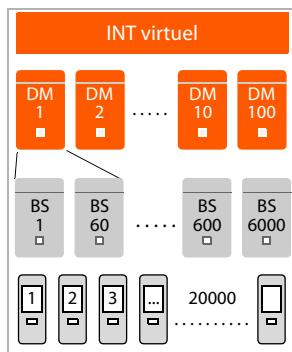 INT virtuel
DM 1
DM 2
.....
DM 10
DM 100
BS 1
BS 60
.....
BS 600
BS 6000
1
2
3
...
20000
..........